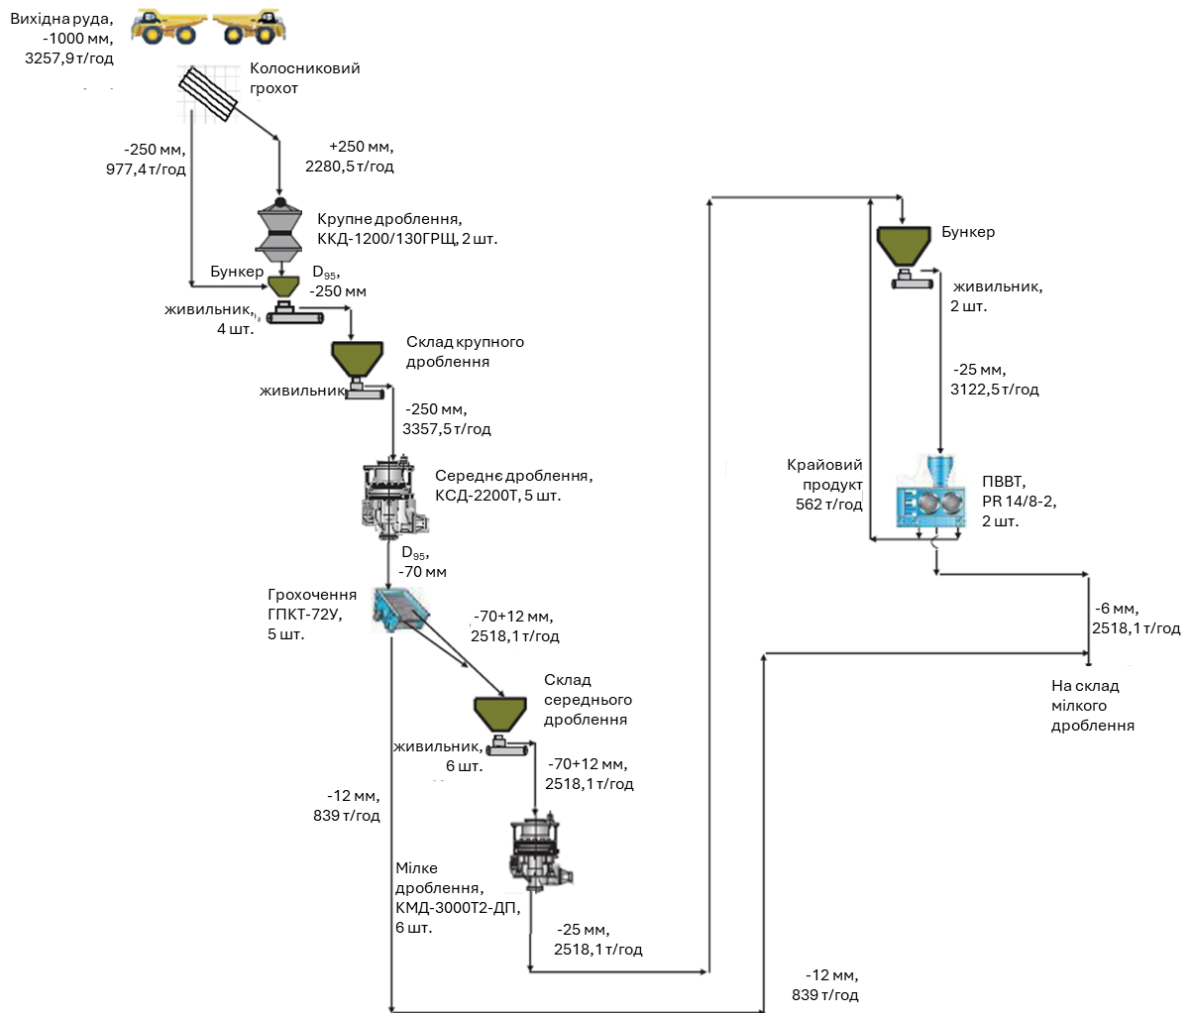 Вихідна руда,
-1000 мм,
3257,9 т/год
Колосниковий
грохот
-250 мм,
977,4 т/год
+250 мм,
2280,5 т/год
Крупне дроблення,
ККД-1200/130ГРЩ, 2 шт.
Бункер
D₉₅,
-250 мм
живильник,
4 шт.
Склад крупного
дроблення
живильник
-250 мм,
3357,5 т/год
Середнє дроблення,
КСД-2200Т, 5 шт.
D₉₅,
-70 мм
Грохочення
ГПКТ-72У,
5 шт.
-70+12 мм,
2518,1 т/год
Склад
середнього
дроблення
живильник,
6 шт.
-70+12 мм,
2518,1 т/год
-12 мм,
839 т/год
Мілке
дроблення,
КМД-3000Т2-ДП,
6 шт.
-25 мм,
2518,1 т/год
-12 мм,
839 т/год
Бункер
живильник,
2 шт.
-25 мм,
3122,5 т/год
Крайовий
продукт
562 т/год
ПВВТ,
PR 14/8-2,
2 шт.
-6 мм,
2518,1 т/год
На склад
мілкого
дроблення